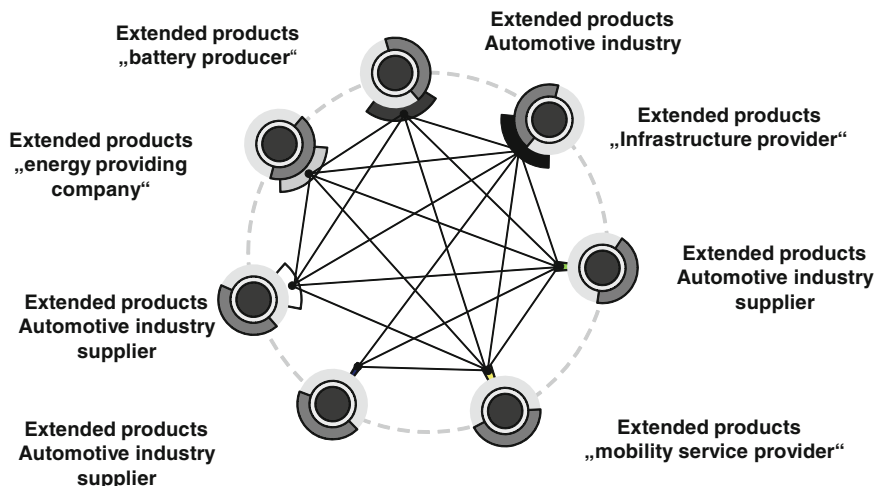 Extended products
Automotive industry
Extended products
„battery producer“
Extended products
„Infrastructure provider“
Extended products
„energy providing
company“
Extended products
Automotive industry
supplier
Extended products
Automotive industry
supplier
Extended products
„mobility service provider“
Extended products
Automotive industry
supplier